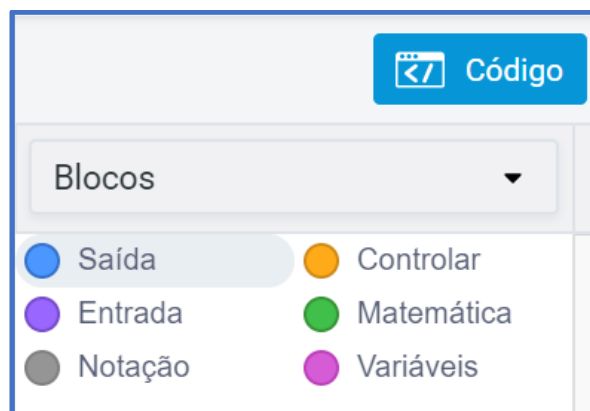 Código
Blocos
Saída Controlar
Entrada Matemática
Notação Variáveis